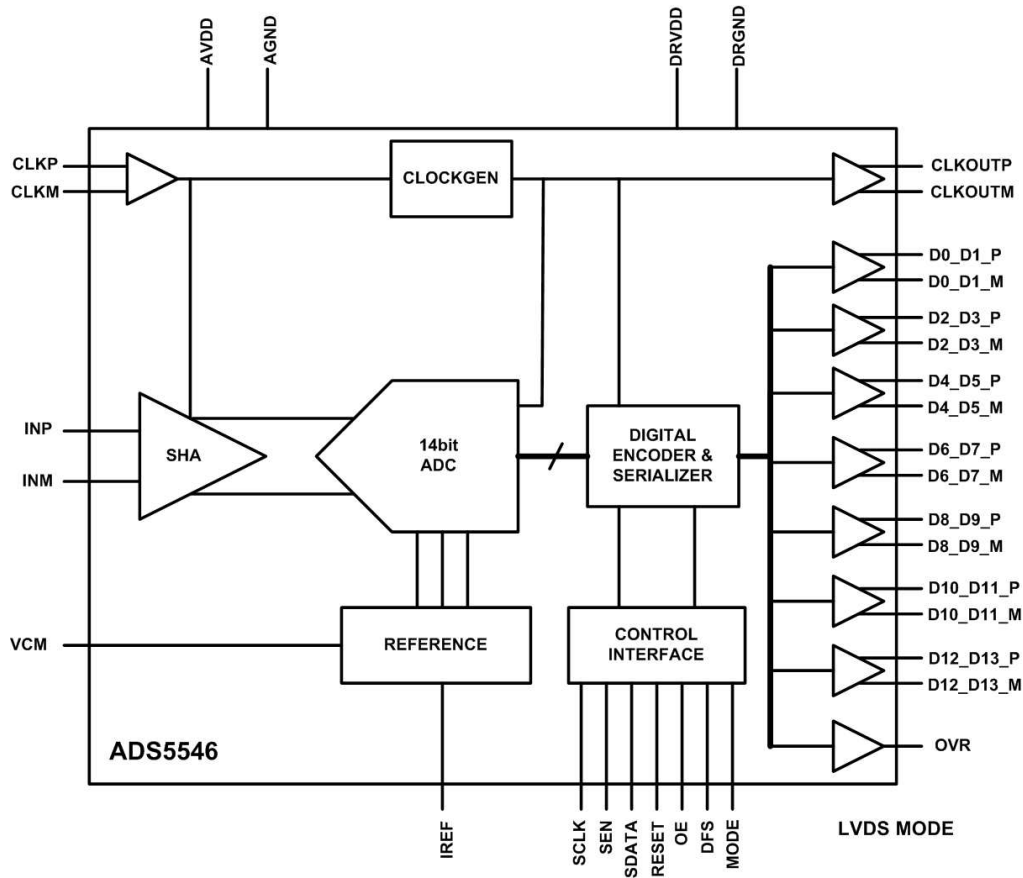 AVDD
AGND
DRVDD
DRGND
CLKP
CLKM
CLOCKGEN
CLKOUTP
CLKOUTM
D0_D1_P
D0_D1_M
D2_D3_P
D2_D3_M
D4_D5_P
D4_D5_M
INP
INM
SHA
14bit
ADC
DIGITAL
ENCODER &
SERIALIZER
D6_D7_P
D6_D7_M
D8_D9_P
D8_D9_M
D10_D11_P
D10_D11_M
VCM
REFERENCE
CONTROL
INTERFACE
D12_D13_P
D12_D13_M
OVR
ADS5546
IREF
SCLK
SEN
SDATA
RESET
OE
DFS
MODE
LVDS MODE